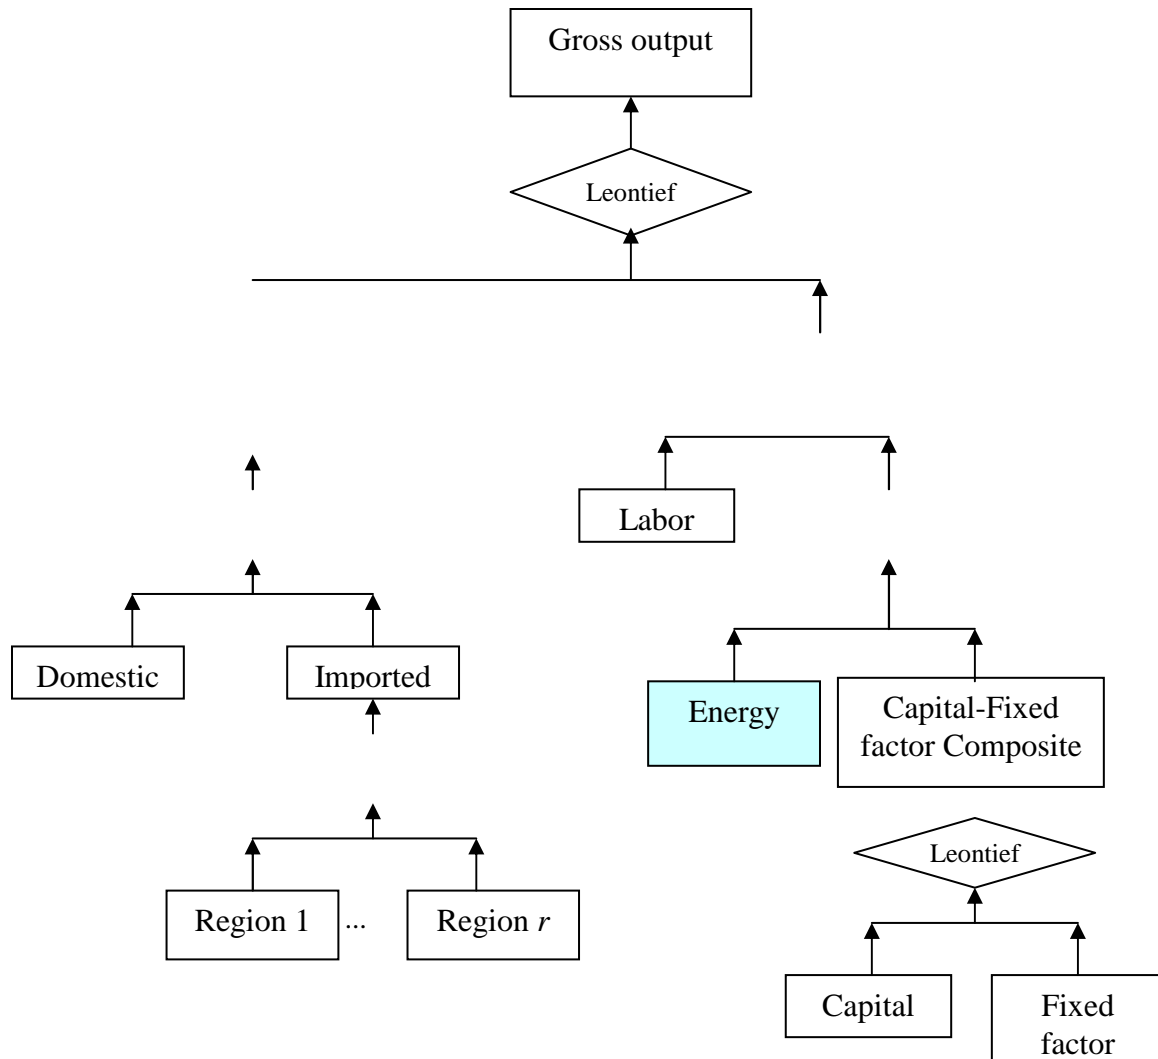 Gross output
Leontief
Labor
Domestic
Imported
Energy
Capital-Fixed
factor Composite
Leontief
Region 1
...
Region r
Capital
Fixed
factor